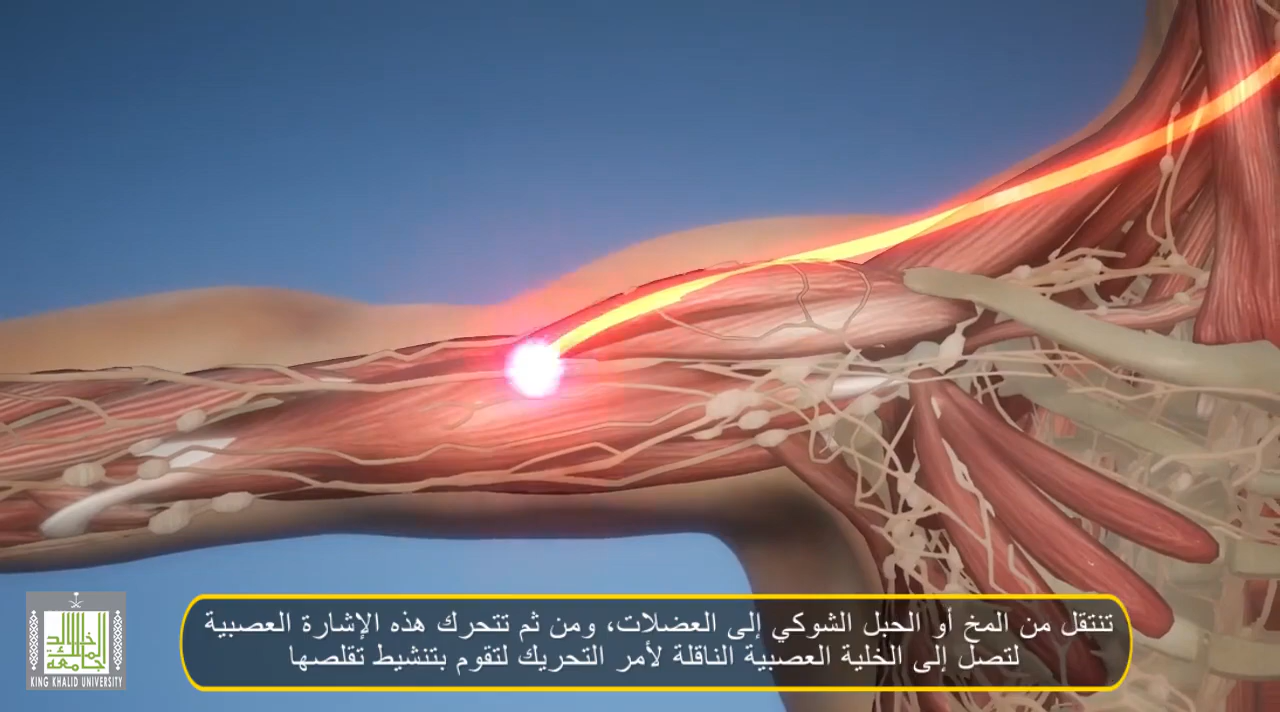 تنتقل من المخ أو الحبل الشوكي إلى العضلات، ومن ثم تتحرك هذه الإشارة العصبية
لتصل إلى الخلية العصبية الناقلة لأمر التحريك لتقوم بتنشيط تقلصها
جامعة الملك خالد
KING KHALID UNIVERSITY